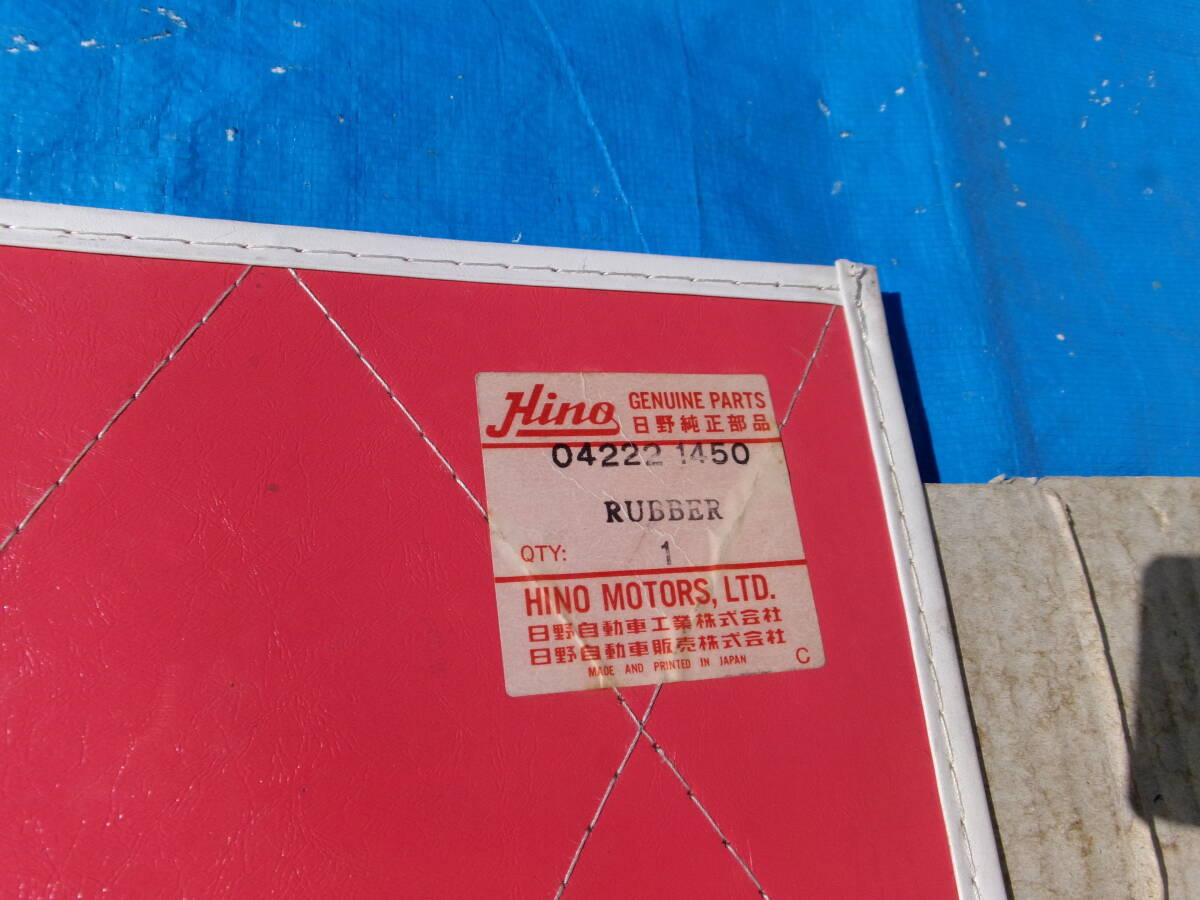 Hino GENUINE PARTS
日野純正部品
04222 1450
RUBBER
QTY: 1
HINO MOTORS, LTD.
日野自動車工業株式会社
日野自動車販売株式会社
MADE AND PRINTED IN JAPAN C